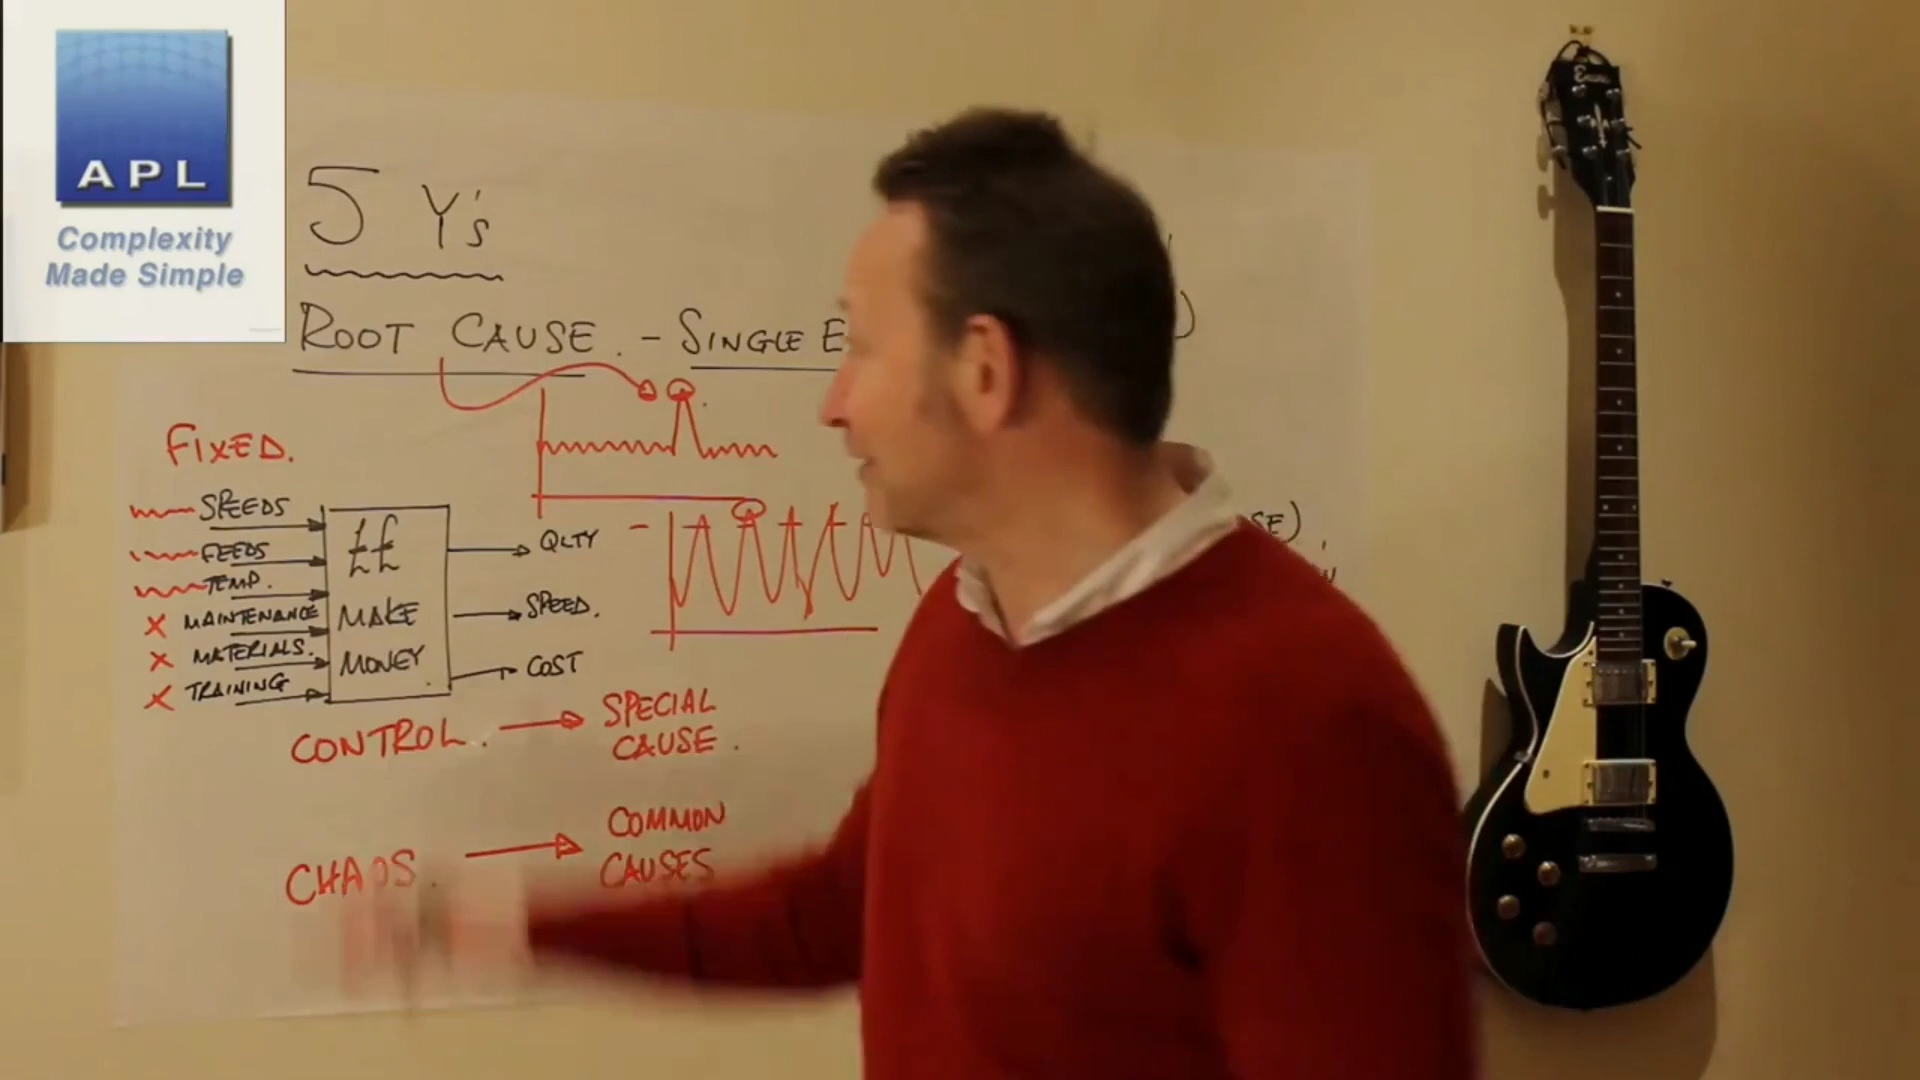 APL
Complexity
Made Simple
5 Y's
ROOT CAUSE. - SINGLE E
FIXED.
SPEEDS
FEEDS
TEMP.
X MAINTENANCE
X MATERIALS.
X TRAINING
££
MAKE
MONEY
QLTY
SPEED.
COST
SE)
CONTROL. → SPECIAL
CAUSE.
CHAOS. → COMMON
CAUSES